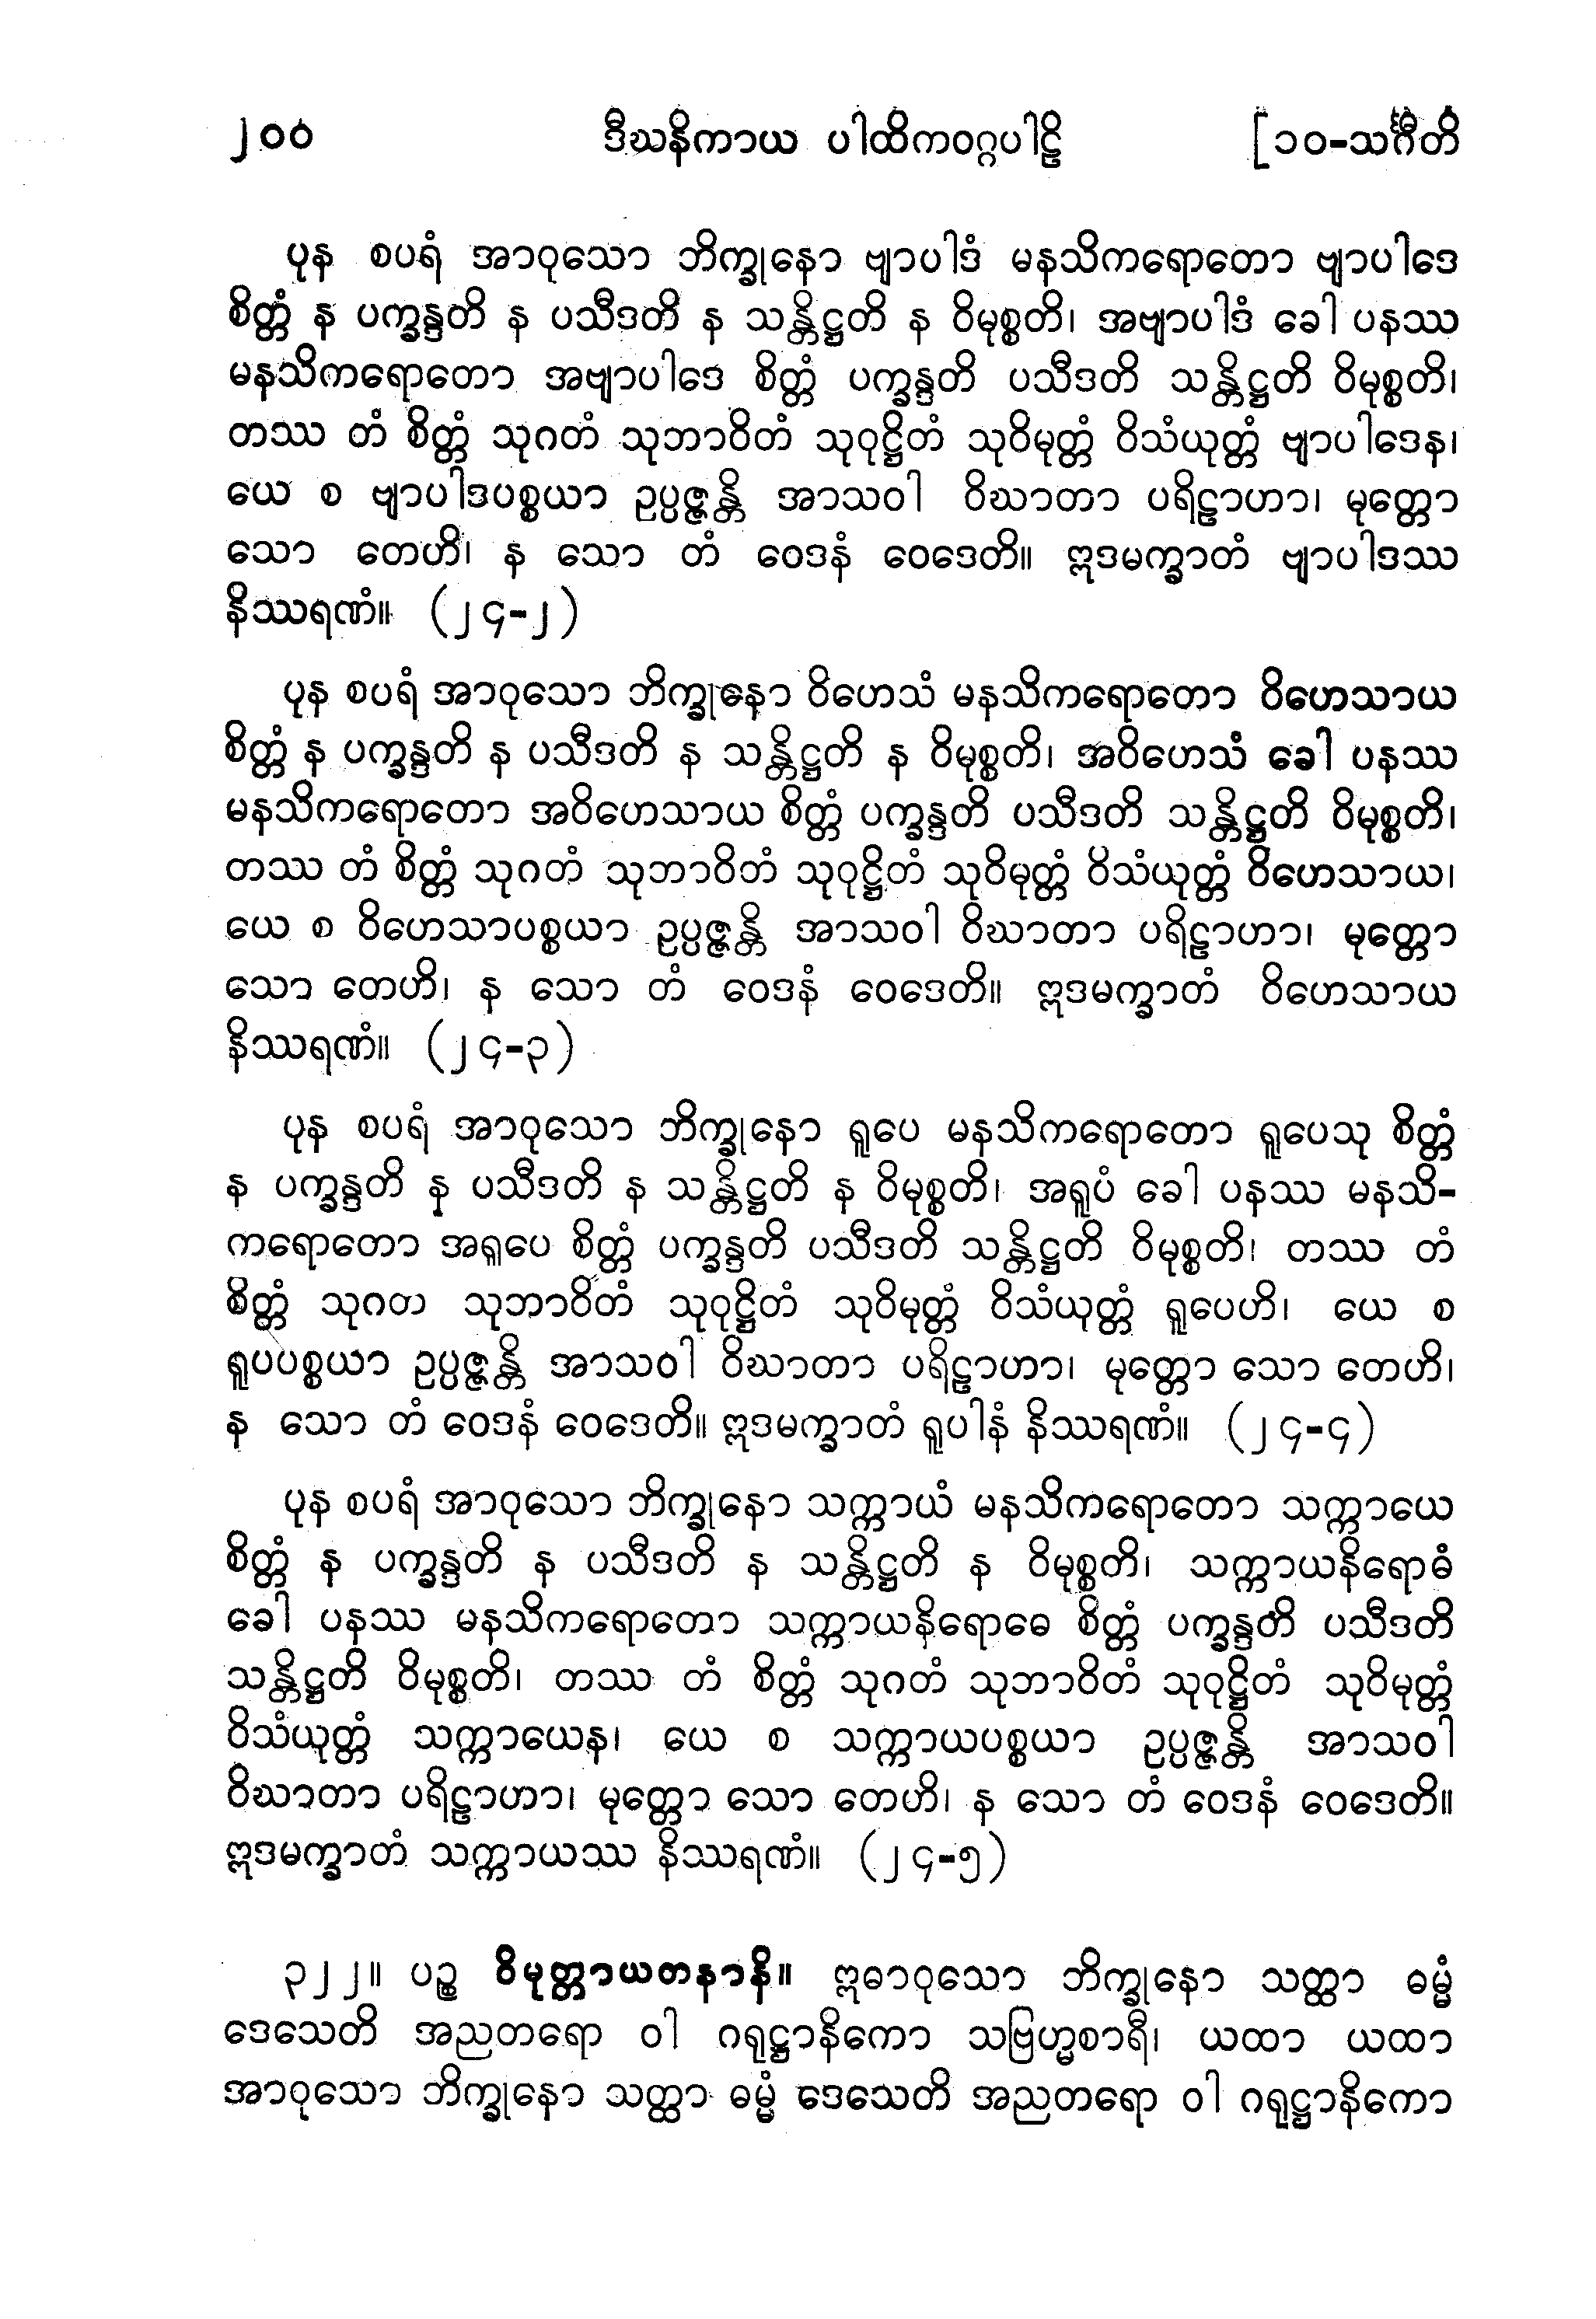 ၂၀၀ ဒီဃနိကာယ ပါထိကဝဂ္ဂပါဠိ [၁၀-သင်္ဂီတိ
ပုန စပရံ အာဝုသော ဘိက္ခုနော ဗျာပါဒံ မနသိကရောတော ဗျာပါဒေ
စိတ္တံ န ပက္ခန္ဒတိ န ပသီဒတိ န သန္တိဋ္ဌတိ န ဝိမုစ္စတိ၊ အဗျာပါဒံ ခေါ ပနဿ
မနသိကရောတော အဗျာပါဒေ စိတ္တံ ပက္ခန္ဒတိ ပသီဒတိ သန္တိဋ္ဌတိ ဝိမုစ္စတိ၊
တဿ တံ စိတ္တံ သုဂတံ သုဘာဝိတံ သုဝုဋ္ဌိတံ သုဝိမုတ္တံ ဝိသံယုတ္တံ ဗျာပါဒေန၊
ယေ စ ဗျာပါဒပစ္စယာ ဥပ္ပဇ္ဇန္တိ အာသဝါ ဝိဃာတာ ပရိဠာဟာ၊ မုတ္တော
သော တေဟိ၊ န သော တံ ဝေဒနံ ဝေဒေတိ။ ဣဒမက္ခာတံ ဗျာပါဒဿ
နိဿရဏံ။ (၂၄-၂)
ပုန စပရံ အာဝုသော ဘိက္ခုနော ဝိဟေသံ မနသိကရောတော ဝိဟေသာယ
စိတ္တံ န ပက္ခန္ဒတိ န ပသီဒတိ န သန္တိဋ္ဌတိ န ဝိမုစ္စတိ၊ အဝိဟေသံ ခေါ ပနဿ
မနသိကရောတော အဝိဟေသာယ စိတ္တံ ပက္ခန္ဒတိ ပသီဒတိ သန္တိဋ္ဌတိ ဝိမုစ္စတိ၊
တဿ တံ စိတ္တံ သုဂတံ သုဘာဝိတံ သုဝုဋ္ဌိတံ သုဝိမုတ္တံ ဝိသံယုတ္တံ ဝိဟေသာယ၊
ယေ စ ဝိဟေသာပစ္စယာ ဥပ္ပဇ္ဇန္တိ အာသဝါ ဝိဃာတာ ပရိဠာဟာ၊ မုတ္တော
သော တေဟိ၊ န သော တံ ဝေဒနံ ဝေဒေတိ။ ဣဒမက္ခာတံ ဝိဟေသာယ
နိဿရဏံ။ (၂၄-၃)
ပုန စပရံ အာဝုသော ဘိက္ခုနော ရူပေ မနသိကရောတော ရူပေသု စိတ္တံ
န ပက္ခန္ဒတိ န ပသီဒတိ န သန္တိဋ္ဌတိ န ဝိမုစ္စတိ၊ အရူပံ ခေါ ပနဿ မနသိ-
ကရောတော အရူပေ စိတ္တံ ပက္ခန္ဒတိ ပသီဒတိ သန္တိဋ္ဌတိ ဝိမုစ္စတိ၊ တဿ တံ
စိတ္တံ သုဂတ သုဘာဝိတံ သုဝုဋ္ဌိတံ သုဝိမုတ္တံ ဝိသံယုတ္တံ ရူပေဟိ၊ ယေ စ
ရူပပစ္စယာ ဥပ္ပဇ္ဇန္တိ အာသဝါ ဝိဃာတာ ပရိဠာဟာ၊ မုတ္တော သော တေဟိ၊
န သော တံ ဝေဒနံ ဝေဒေတိ။ ဣဒမက္ခာတံ ရူပါနံ နိဿရဏံ။ (၂၄-၄)
ပုန စပရံ အာဝုသော ဘိက္ခုနော သက္ကာယံ မနသိကရောတော သက္ကာယေ
စိတ္တံ န ပက္ခန္ဒတိ န ပသီဒတိ န သန္တိဋ္ဌတိ န ဝိမုစ္စတိ၊ သက္ကာယနိရောဓံ
ခေါ ပနဿ မနသိကရောတော သက္ကာယနိရောဓေ စိတ္တံ ပက္ခန္ဒတိ ပသီဒတိ
သန္တိဋ္ဌတိ ဝိမုစ္စတိ၊ တဿ တံ စိတ္တံ သုဂတံ သုဘာဝိတံ သုဝုဋ္ဌိတံ သုဝိမုတ္တံ
ဝိသံယုတ္တံ သက္ကာယေန၊ ယေ စ သက္ကာယပစ္စယာ ဥပ္ပဇ္ဇန္တိ အာသဝါ
ဝိဃာတာ ပရိဠာဟာ၊ မုတ္တော သော တေဟိ၊ န သော တံ ဝေဒနံ ဝေဒေတိ။
ဣဒမက္ခာတံ သက္ကာယဿ နိဿရဏံ။ (၂၄-၅)
၃၂၂။ ပဉ္စ ဝိမုတ္တာယတနာနိ။ ဣဓာဝုသော ဘိက္ခုနော သတ္ထာ ဓမ္မံ
ဒေသေတိ အညတရော ဝါ ဂရုဋ္ဌာနိကော သဗြဟ္မစာရီ၊ ယထာ ယထာ
အာဝုသော ဘိက္ခုနော သတ္ထာ ဓမ္မံ ဒေသေတိ အညတရော ဝါ ဂရုဋ္ဌာနိကော